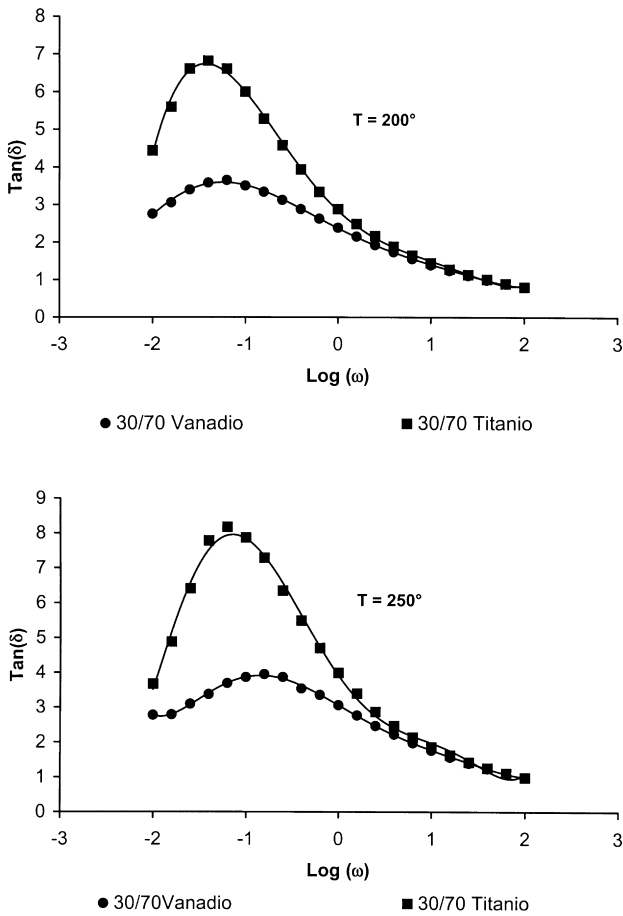 8
7
6
5
4
3
2
1
0
Tan(δ)
T = 200°
-3 -2 -1 0 1 2 3
Log (ω)
● 30/70 Vanadio ■ 30/70 Titanio
9
8
7
6
5
4
3
2
1
0
Tan(δ)
T = 250°
-3 -2 -1 0 1 2 3
Log (ω)
● 30/70Vanadio ■ 30/70 Titanio